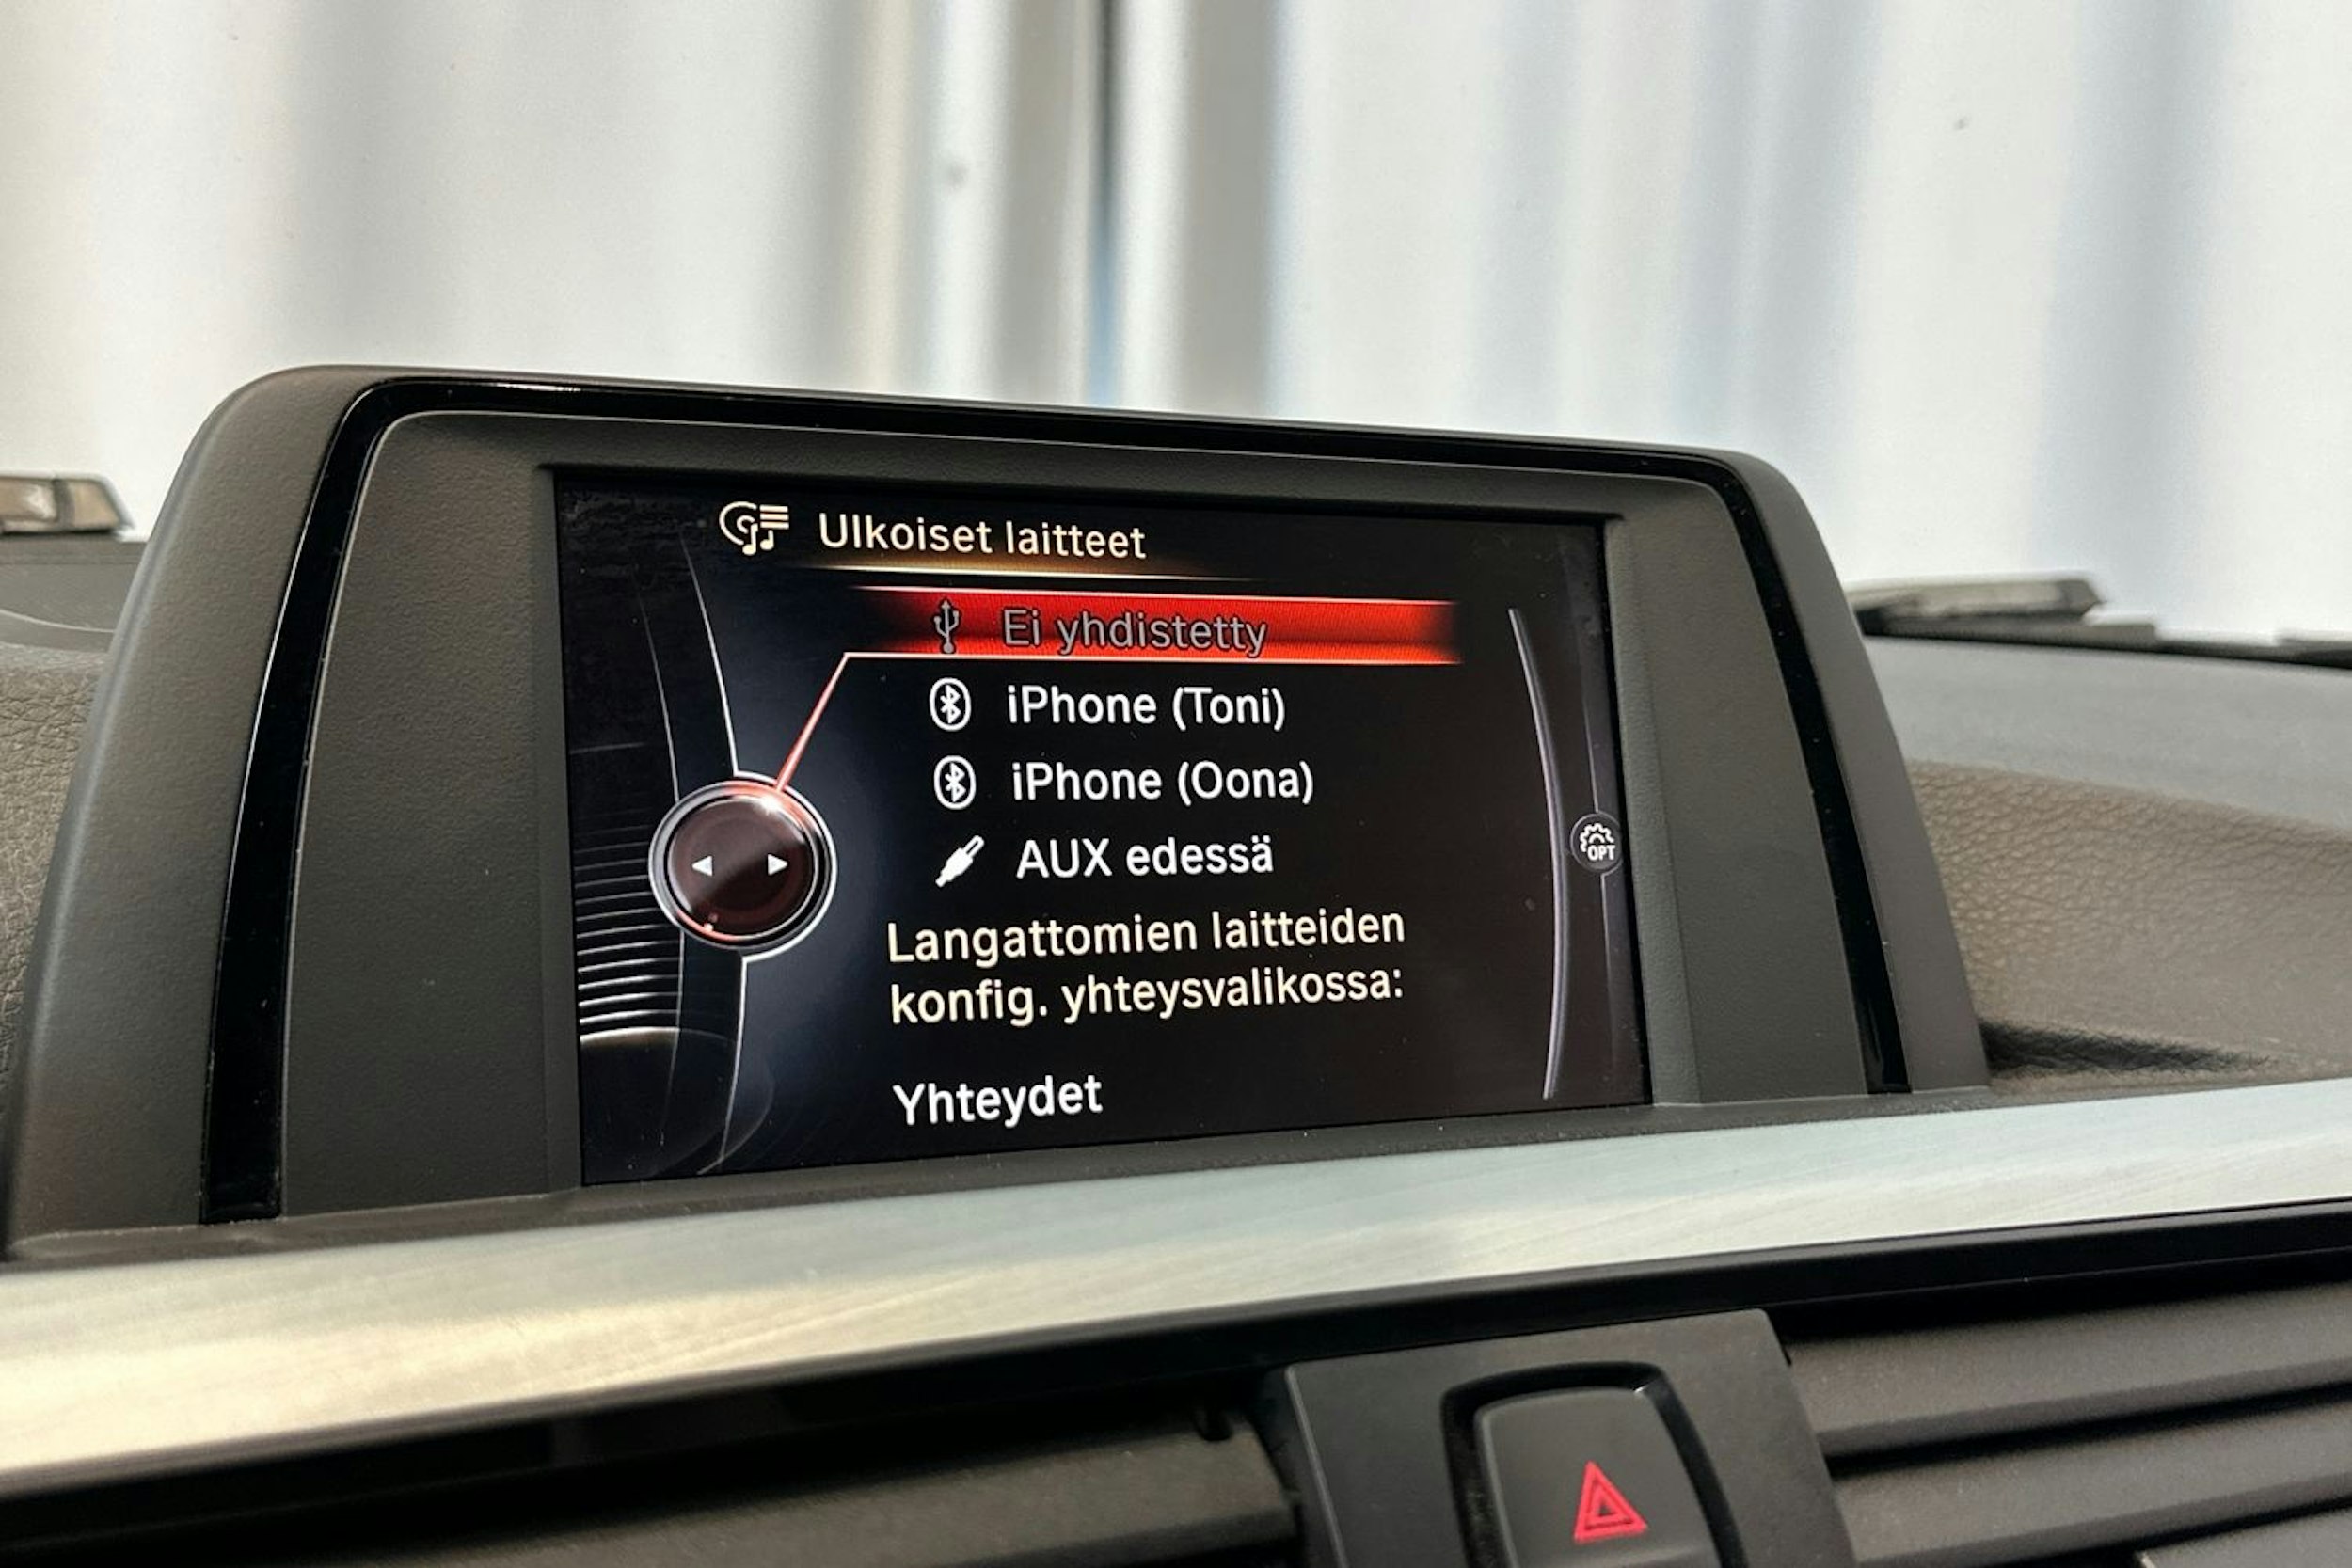 Ulkoiset laitteet
Ei yhdistetty
iPhone (Toni)
iPhone (Oona)
AUX edessä
OPT
Langattomien laitteiden
konfig. yhteysvalikossa:
Yhteydet